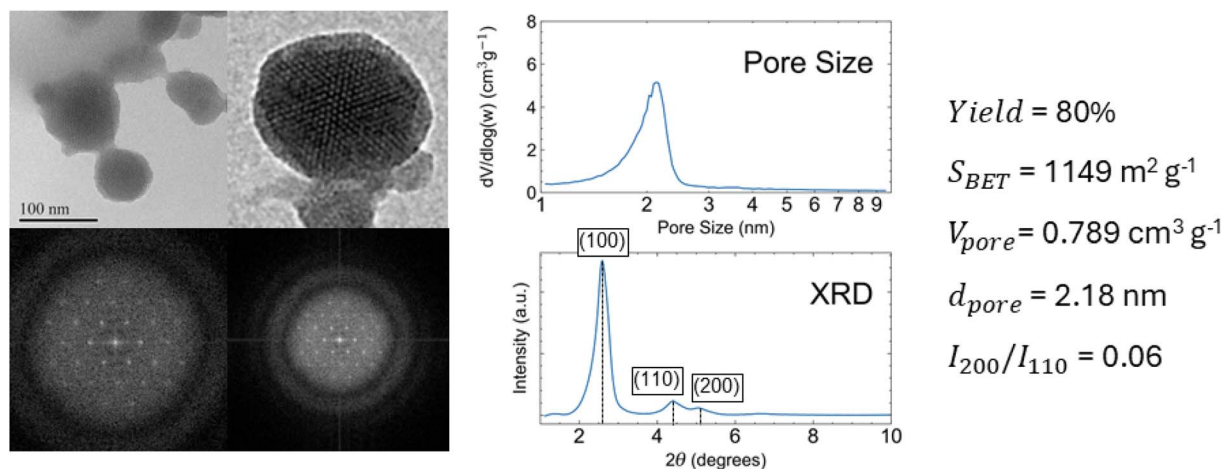 100 nm
8
6
4
2
0
dV/dlog(w) (cm³g⁻¹)
Pore Size
1 2 3 4 5 6 7 8 9
Pore Size (nm)
(100)
XRD
Intensity (a.u.)
(110)
(200)
2 4 6 8 10
2θ (degrees)
Yield = 80%
S_BET = 1149 m² g⁻¹
V_pore = 0.789 cm³ g⁻¹
d_pore = 2.18 nm
I₂₀₀/I₁₁₀ = 0.06